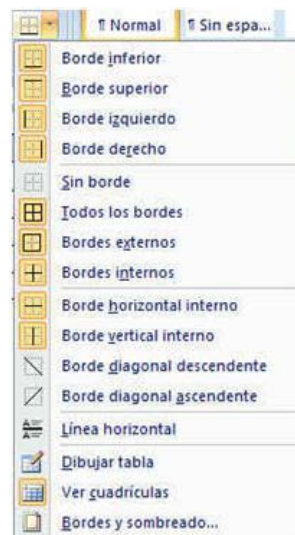 ¶ Normal ¶ Sin espa...
Borde inferior
Borde superior
Borde izquierdo
Borde derecho
Sin borde
Todos los bordes
Bordes externos
Bordes internos
Borde horizontal interno
Borde vertical interno
Borde diagonal descendente
Borde diagonal ascendente
Línea horizontal
Dibujar tabla
Ver cuadrículas
Bordes y sombreado...